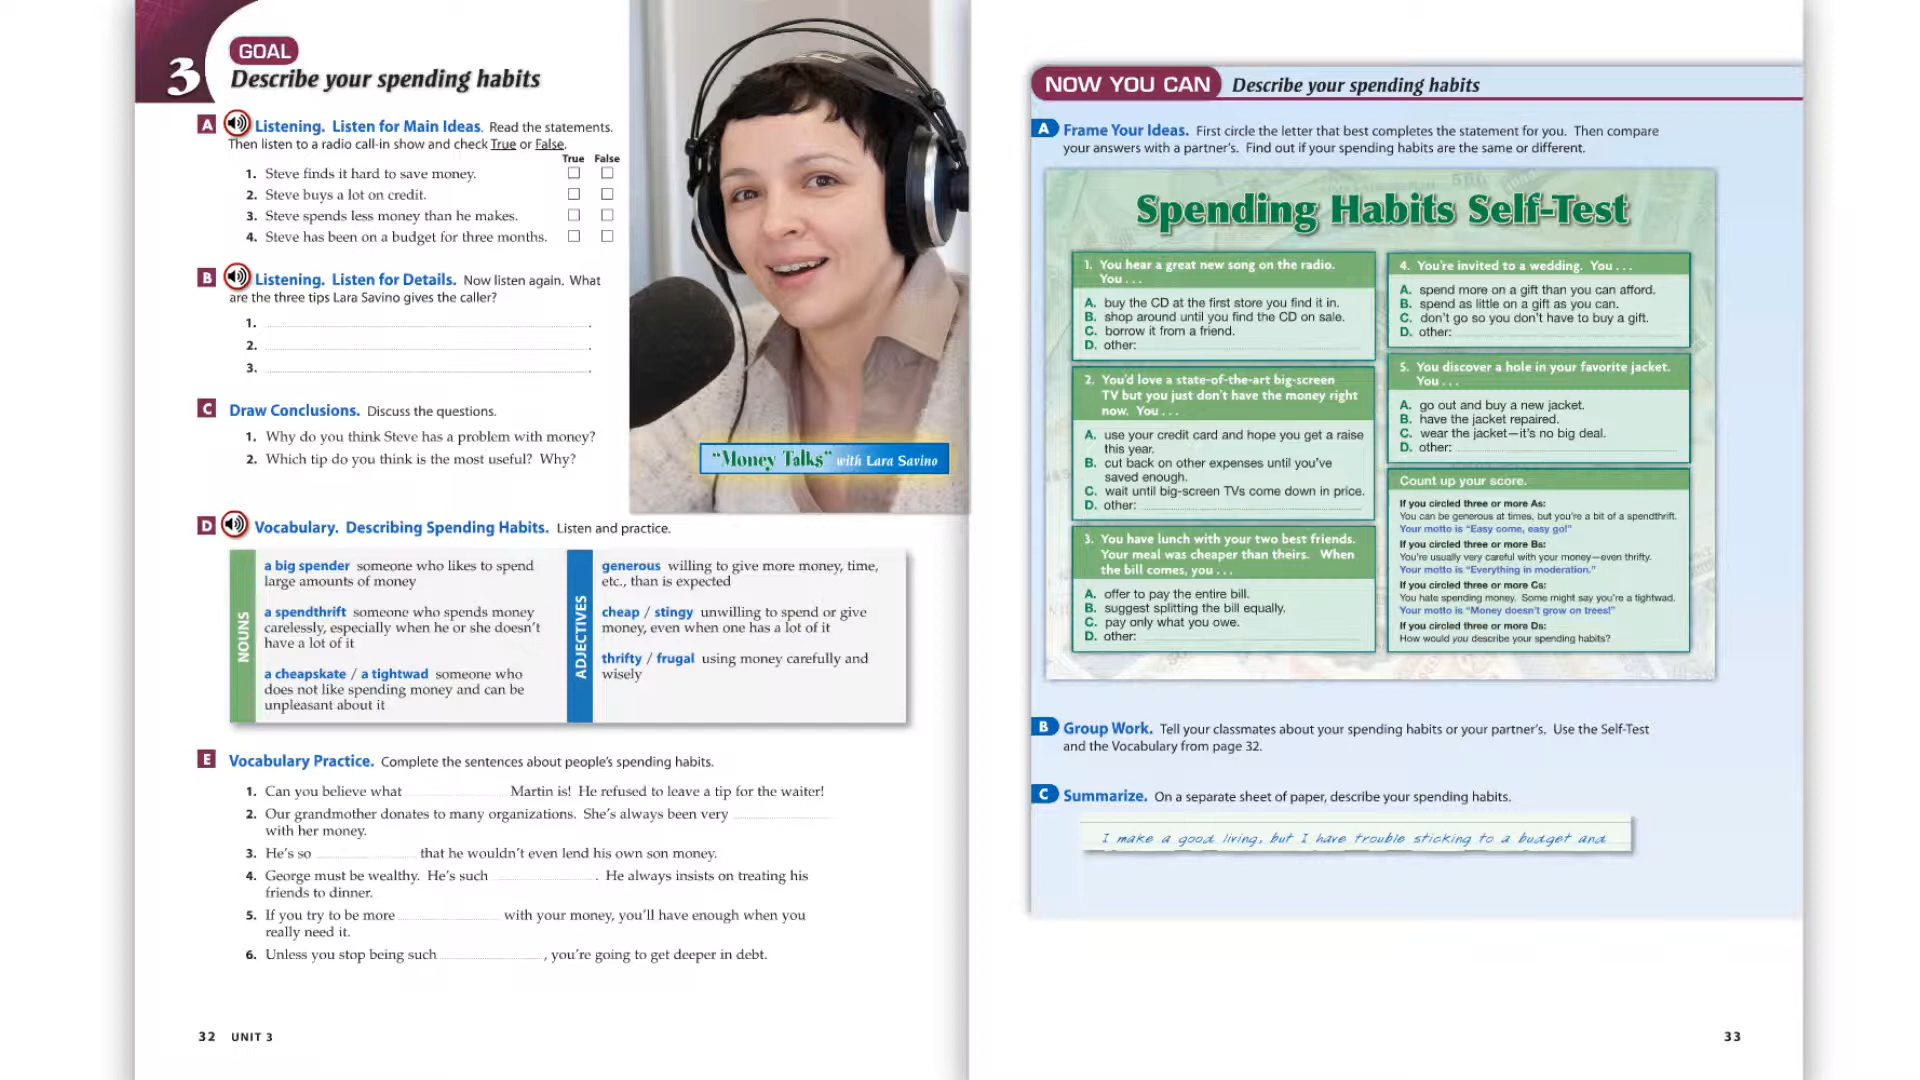 3
GOAL
Describe your spending habits
A Listening. Listen for Main Ideas. Read the statements.
Then listen to a radio call-in show and check True or False.
True False
1. Steve finds it hard to save money.
2. Steve buys a lot on credit.
3. Steve spends less money than he makes.
4. Steve has been on a budget for three months.
B Listening. Listen for Details. Now listen again. What
are the three tips Lara Savino gives the caller?
1.
2.
3.
C Draw Conclusions. Discuss the questions.
1. Why do you think Steve has a problem with money?
2. Which tip do you think is the most useful? Why?
"Money Talks" with Lara Savino
D Vocabulary. Describing Spending Habits. Listen and practice.
NOUNS
a big spender someone who likes to spend
large amounts of money
a spendthrift someone who spends money
carelessly, especially when he or she doesn't
have a lot of it
a cheapskate / a tightwad someone who
does not like spending money and can be
unpleasant about it
ADJECTIVES
generous willing to give more money, time,
etc., than is expected
cheap / stingy unwilling to spend or give
money, even when one has a lot of it
thrifty / frugal using money carefully and
wisely
E Vocabulary Practice. Complete the sentences about people's spending habits.
1. Can you believe what Martin is! He refused to leave a tip for the waiter!
2. Our grandmother donates to many organizations. She's always been very
with her money.
3. He's so that he wouldn't even lend his own son money.
4. George must be wealthy. He's such . He always insists on treating his
friends to dinner.
5. If you try to be more with your money, you'll have enough when you
really need it.
6. Unless you stop being such , you're going to get deeper in debt.
32 UNIT 3
NOW YOU CAN Describe your spending habits
A Frame Your Ideas. First circle the letter that best completes the statement for you. Then compare
your answers with a partner's. Find out if your spending habits are the same or different.
Spending Habits Self-Test
1. You hear a great new song on the radio.
You . . .
A. buy the CD at the first store you find it in.
B. shop around until you find the CD on sale.
C. borrow it from a friend.
D. other:
2. You'd love a state-of-the-art big-screen
TV but you just don't have the money right
now. You . . .
A. use your credit card and hope you get a raise
this year.
B. cut back on other expenses until you've
saved enough.
C. wait until big-screen TVs come down in price.
D. other:
3. You have lunch with your two best friends.
Your meal was cheaper than theirs. When
the bill comes, you . . .
A. offer to pay the entire bill.
B. suggest splitting the bill equally.
C. pay only what you owe.
D. other:
4. You're invited to a wedding. You . . .
A. spend more on a gift than you can afford.
B. spend as little on a gift as you can.
C. don't go so you don't have to buy a gift.
D. other:
5. You discover a hole in your favorite jacket.
You . . .
A. go out and buy a new jacket.
B. have the jacket repaired.
C. wear the jacket—it's no big deal.
D. other:
Count up your score.
If you circled three or more As:
You can be generous at times, but you're a bit of a spendthrift.
Your motto is "Easy come, easy go!"
If you circled three or more Bs:
You're usually very careful with your money—even thrifty.
Your motto is "Everything in moderation."
If you circled three or more Cs:
You hate spending money. Some might say you're a tightwad.
Your motto is "Money doesn't grow on trees!"
If you circled three or more Ds:
How would you describe your spending habits?
B Group Work. Tell your classmates about your spending habits or your partner's. Use the Self-Test
and the Vocabulary from page 32.
C Summarize. On a separate sheet of paper, describe your spending habits.
I make a good living, but I have trouble sticking to a budget and
33